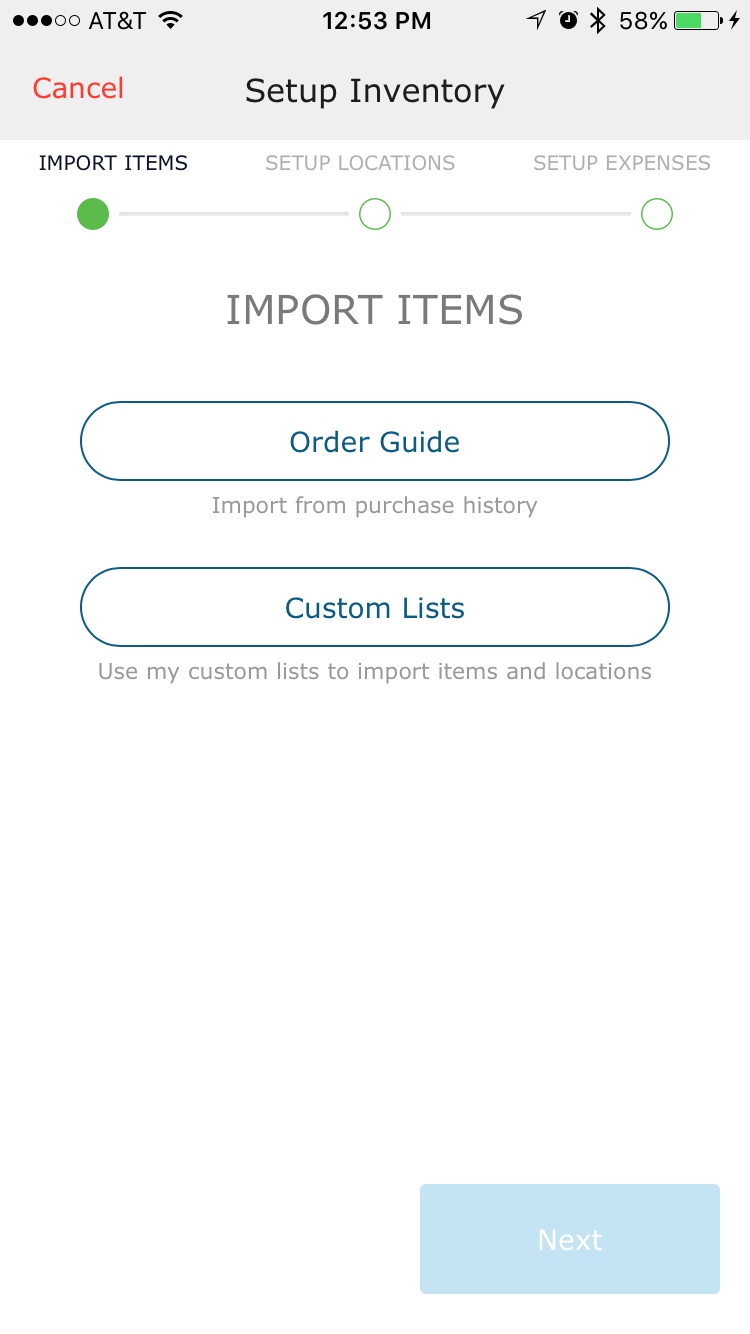 AT&T 12:53 PM 58%
Cancel Setup Inventory
IMPORT ITEMS SETUP LOCATIONS SETUP EXPENSES
IMPORT ITEMS
Order Guide
Import from purchase history
Custom Lists
Use my custom lists to import items and locations
Next